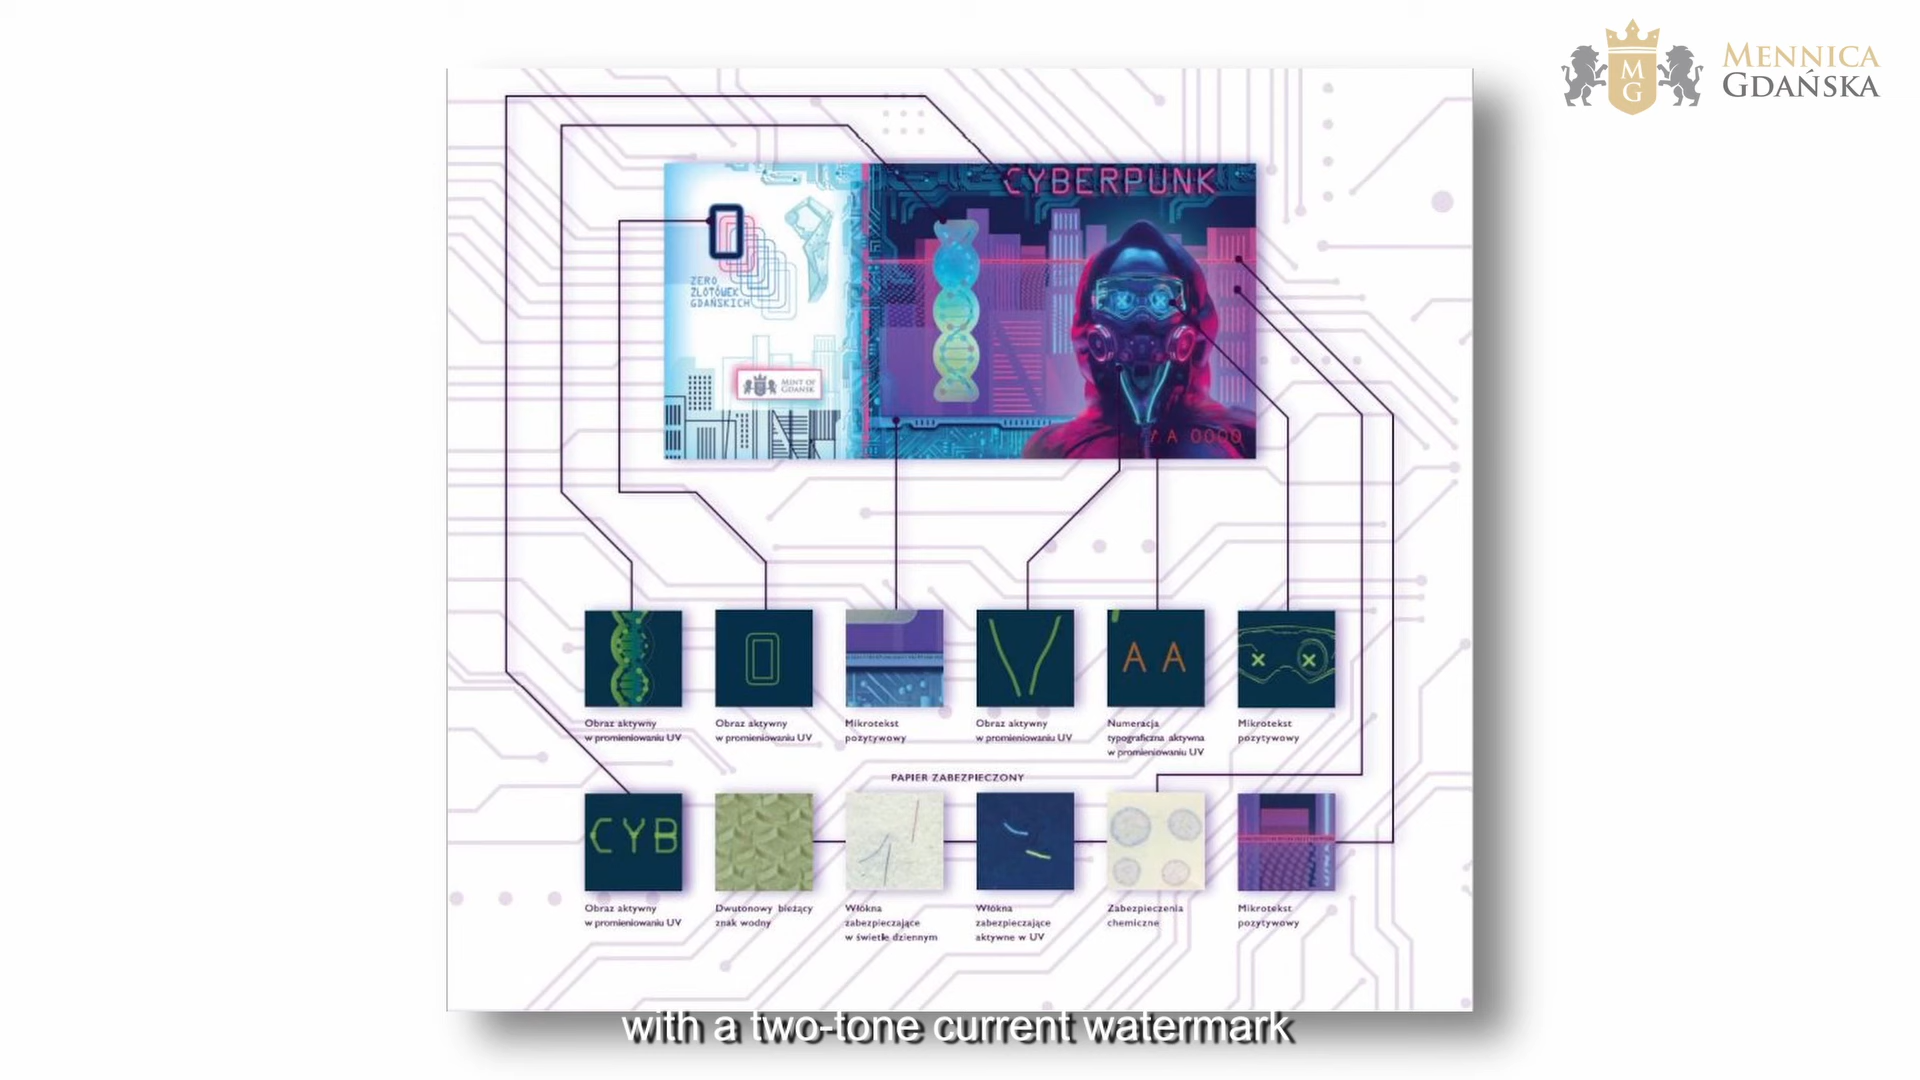 MENNICA
GDAŃSKA
M
G
CYBERPUNK
0
ZERO
ZŁOTÓWEK
GDAŃSKICH
MINT OF
GDANSK
A A 0000
0
A A
Obraz aktywny
w promieniowaniu UV
Obraz aktywny
w promieniowaniu UV
Mikrotekst
pozytywowy
Obraz aktywny
w promieniowaniu UV
Numeracja
typograficzna aktywna
w promieniowaniu UV
Mikrotekst
pozytywowy
PAPIER ZABEZPIECZONY
CYB
Obraz aktywny
w promieniowaniu UV
Dwutonowy bieżący
znak wodny
Włókna
zabezpieczające
w świetle dziennym
Włókna
zabezpieczające
aktywne w UV
Zabezpieczenia
chemiczne
Mikrotekst
pozytywowy
with a two-tone current watermark